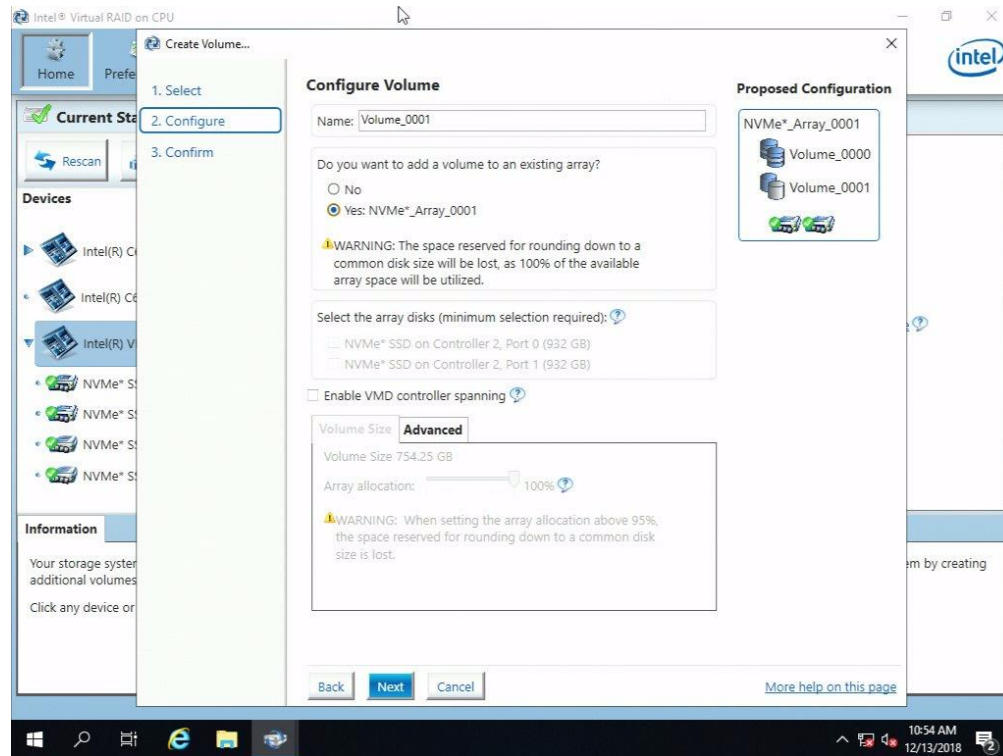 Intel® Virtual RAID on CPU
Home
Create Volume...
intel
Current
Rescan
Devices
Intel(R)
Intel(R)
Intel(R)
NVMe*
NVMe*
NVMe*
NVMe*
1. Select
2. Configure
3. Confirm
Configure Volume
Name: Volume_0001
Do you want to add a volume to an existing array?
No
Yes: NVMe*_Array_0001
WARNING: The space reserved for rounding down to a
common disk size will be lost, as 100% of the available
array space will be utilized.
Select the array disks (minimum selection required):
NVMe* SSD on Controller 2, Port 0 (932 GB)
NVMe* SSD on Controller 2, Port 1 (932 GB)
Enable VMD controller spanning
Volume Size Advanced
Volume Size 754.25 GB
Array allocation: 100%
WARNING: When setting the array allocation above 95%,
the space reserved for rounding down to a common disk
size is lost.
Back Next Cancel
More help on this page
Proposed Configuration
NVMe*_Array_0001
Volume_0000
Volume_0001
Information
Your storage
by creating
additional volumes
Click any device or
10:54 AM
12/13/2018
2